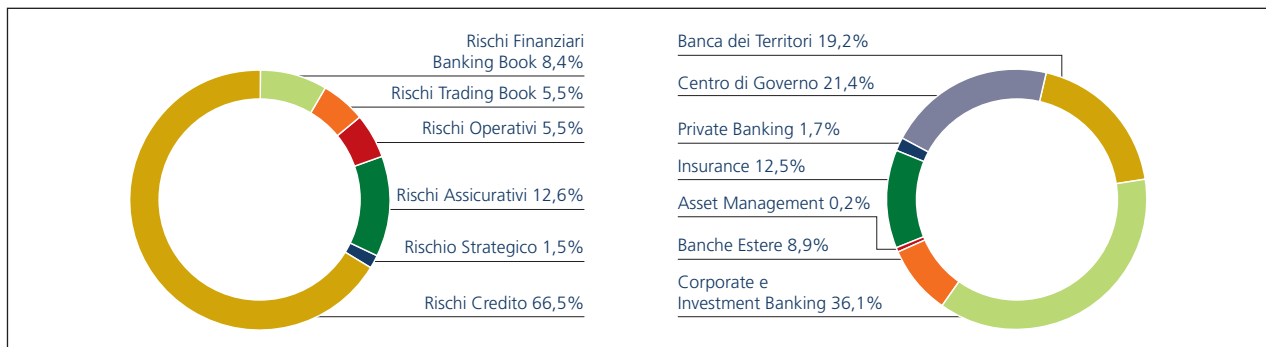 Rischi Finanziari
Banking Book 8,4%
Rischi Trading Book 5,5%
Rischi Operativi 5,5%
Rischi Assicurativi 12,6%
Rischio Strategico 1,5%
Rischi Credito 66,5%
Banca dei Territori 19,2%
Centro di Governo 21,4%
Private Banking 1,7%
Insurance 12,5%
Asset Management 0,2%
Banche Estere 8,9%
Corporate e
Investment Banking 36,1%